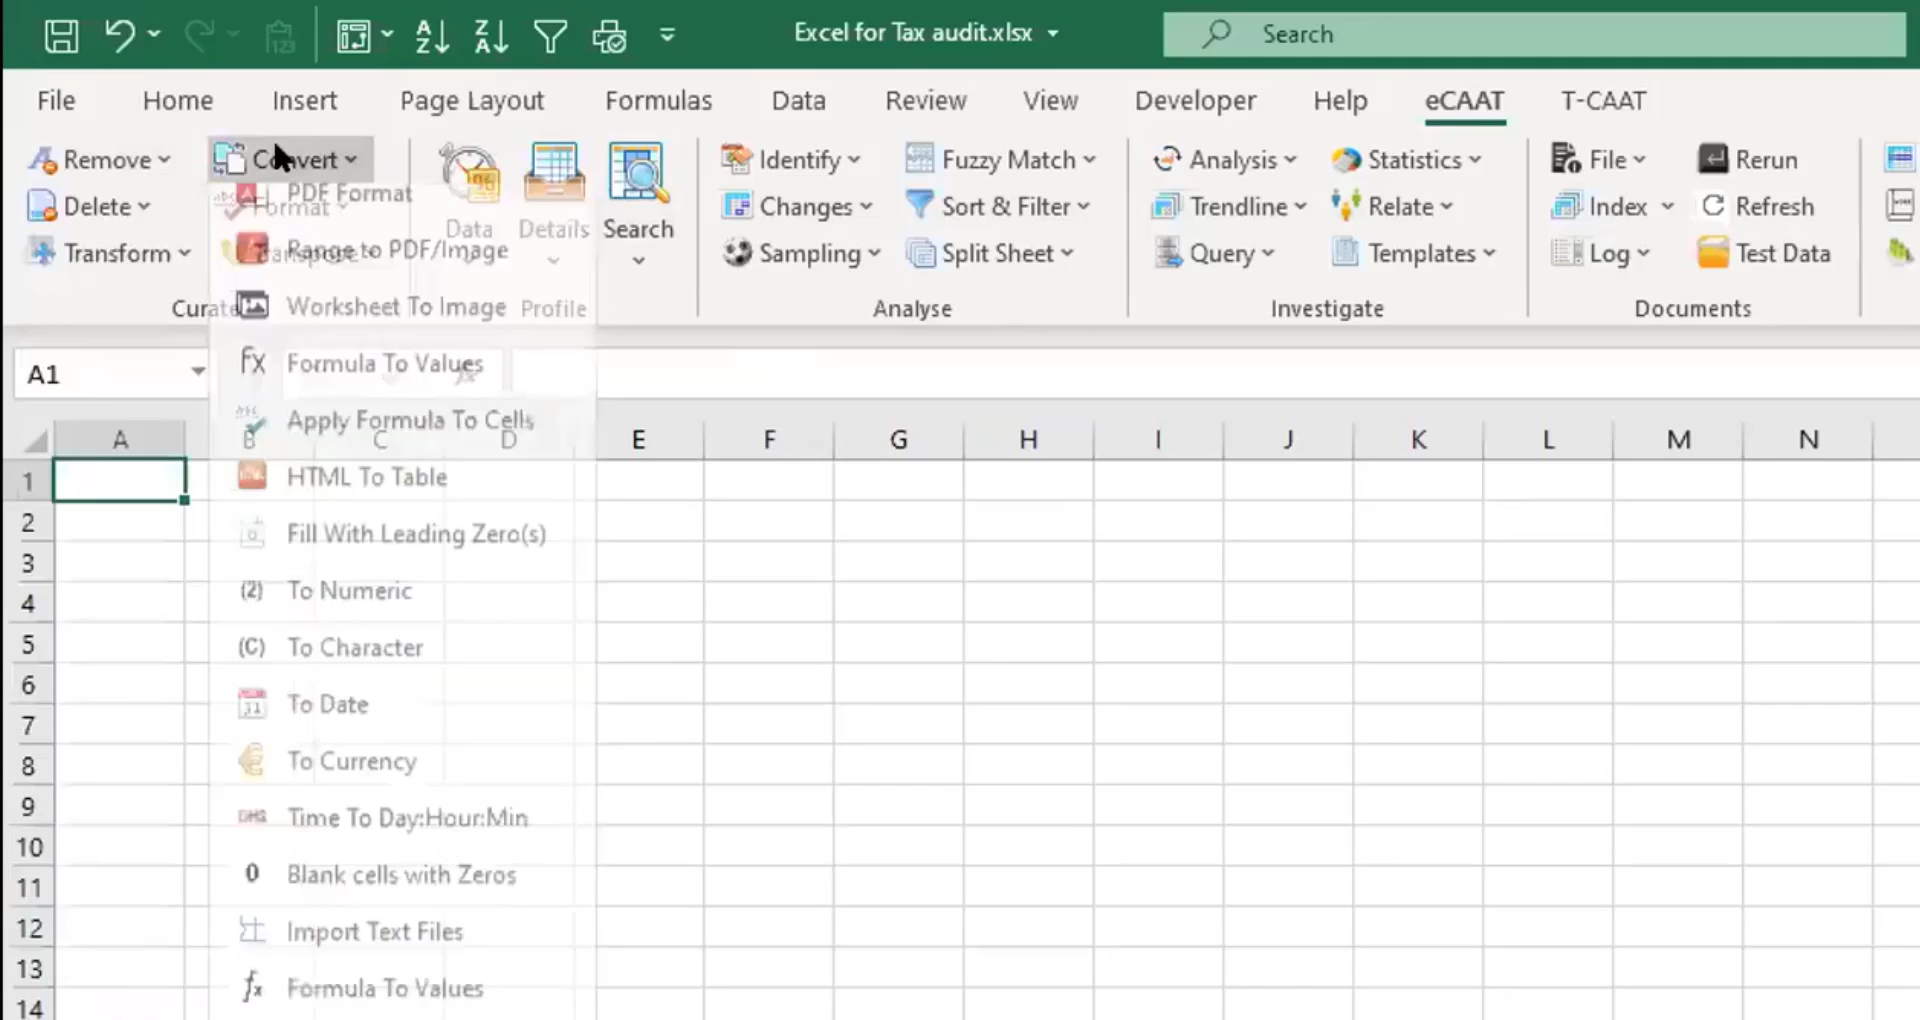 Excel for Tax audit.xlsx
Search
File Home Insert Page Layout Formulas Data Review View Developer Help eCAAT T-CAAT
Remove Convert Identify Fuzzy Match Analysis Statistics File Rerun
Delete Format Data Details Search Changes Sort & Filter Trendline Relate Index Refresh
Transform Transpose Sampling Split Sheet Query Templates Log Test Data
Profile Analyse Investigate Documents
PDF Format
Range to PDF/Image
Worksheet To Image
Formula To Values
Apply Formula To Cells
HTML To Table
Fill With Leading Zero(s)
(2) To Numeric
(C) To Character
To Date
To Currency
Time To Day:Hour:Min
0 Blank cells with Zeros
Import Text Files
fx Formula To Values
A1
A B C D E F G H I J K L M N
1
2
3
4
5
6
7
8
9
10
11
12
13
14